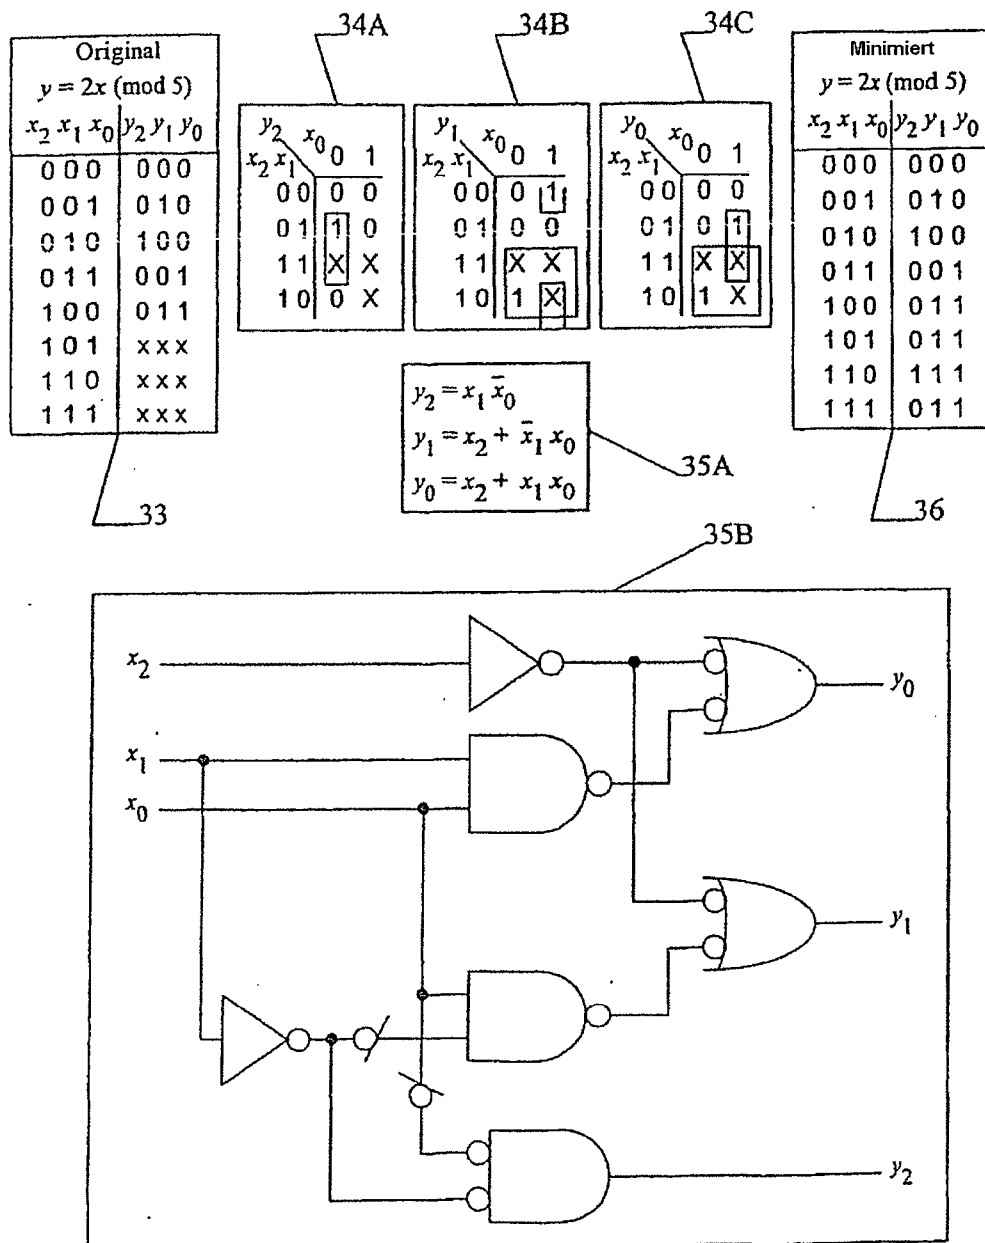 34A
34B
34C
Original
y = 2x (mod 5)
x₂ x₁ x₀ y₂ y₁ y₀
000 000
001 010
010 100
011 001
100 011
101 xxx
110 xxx
111 xxx
33
y₂ x₀ 0 1
x₂ x₁
00 0 0
01 1 0
11 X X
10 0 X
y₁ x₀ 0 1
x₂ x₁
00 0 1
01 0 0
11 X X
10 1 X
y₀ x₀ 0 1
x₂ x₁
00 0 0
01 0 1
11 X X
10 1 X
Minimiert
y = 2x (mod 5)
x₂ x₁ x₀ y₂ y₁ y₀
000 000
001 010
010 100
011 001
100 011
101 011
110 111
111 011
36
y₂ = x₁ x̄₀
y₁ = x₂ + x̄₁ x₀
y₀ = x₂ + x₁ x₀
35A
35B
x₂
x₁
x₀
y₀
y₁
y₂